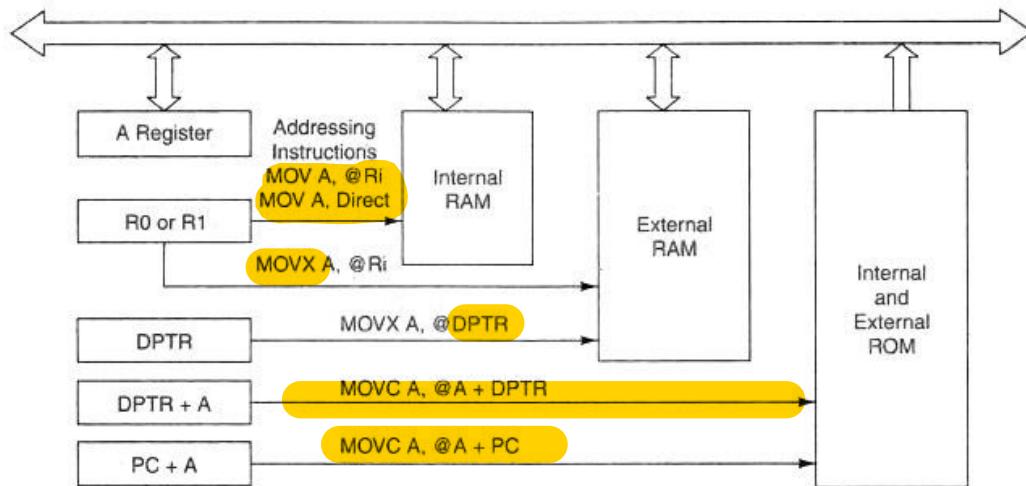 A Register
Addressing
Instructions
MOV A, @Ri
MOV A, Direct
R0 or R1
Internal
RAM
MOVX A, @Ri
External
RAM
MOVX A, @DPTR
DPTR
Internal
and
External
ROM
MOVC A, @A + DPTR
DPTR + A
MOVC A, @A + PC
PC + A